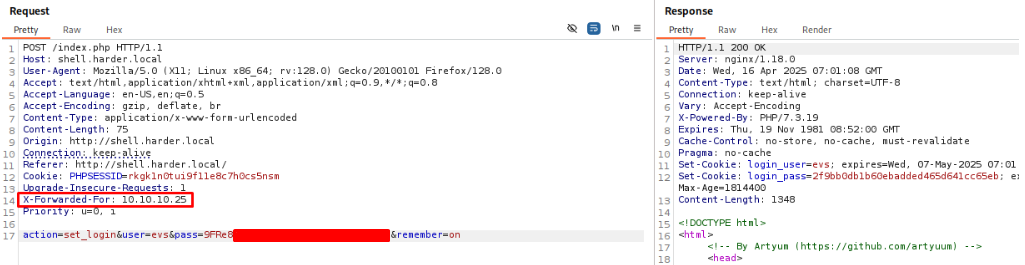 Request
Pretty Raw Hex \n
1 POST /index.php HTTP/1.1
2 Host: shell.harder.local
3 User-Agent: Mozilla/5.0 (X11; Linux x86_64; rv:128.0) Gecko/20100101 Firefox/128.0
4 Accept: text/html,application/xhtml+xml,application/xml;q=0.9,*/*;q=0.8
5 Accept-Language: en-US,en;q=0.5
6 Accept-Encoding: gzip, deflate, br
7 Content-Type: application/x-www-form-urlencoded
8 Content-Length: 75
9 Origin: http://shell.harder.local
10 Connection: keep-alive
11 Referer: http://shell.harder.local/
12 Cookie: PHPSESSID=rkgk1n0tui9f11e8c7h0cs5nsm
13 Upgrade-Insecure-Requests: 1
14 X-Forwarded-For: 10.10.10.25
15 Priority: u=0, i
16
17 action=set_login&user=evs&pass=9FRe8 &remember=on
Response
Pretty Raw Hex Render
1 HTTP/1.1 200 OK
2 Server: nginx/1.18.0
3 Date: Wed, 16 Apr 2025 07:01:08 GMT
4 Content-Type: text/html; charset=UTF-8
5 Connection: keep-alive
6 Vary: Accept-Encoding
7 X-Powered-By: PHP/7.3.19
8 Expires: Thu, 19 Nov 1981 08:52:00 GMT
9 Cache-Control: no-store, no-cache, must-revalidate
10 Pragma: no-cache
11 Set-Cookie: login_user=evs; expires=Wed, 07-May-2025 07:01
12 Set-Cookie: login_pass=2f9bb0db1b60ebadded465d641cc65eb; ex
Max-Age=1814400
13 Content-Length: 1348
14
15 <!DOCTYPE html>
16 <html>
17 <!-- By Artyum (https://github.com/artyuum) -->
18 <head>